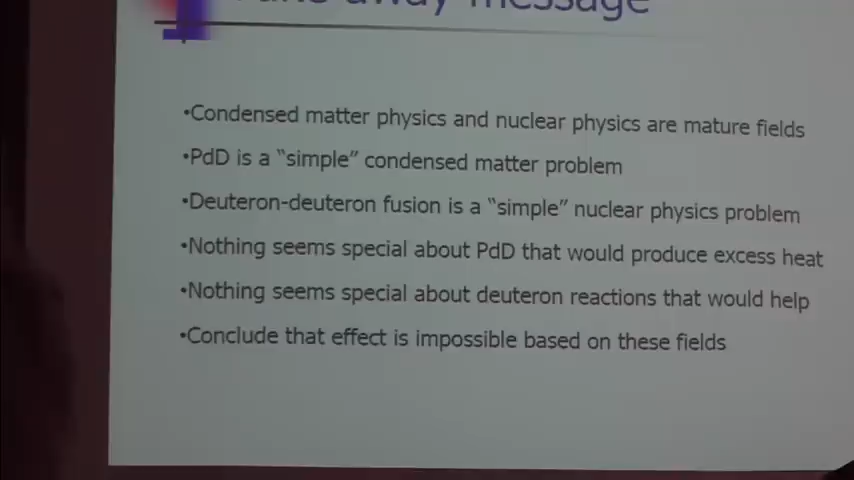 away message
•Condensed matter physics and nuclear physics are mature fields
•PdD is a “simple” condensed matter problem
•Deuteron-deuteron fusion is a “simple” nuclear physics problem
•Nothing seems special about PdD that would produce excess heat
•Nothing seems special about deuteron reactions that would help
•Conclude that effect is impossible based on these fields